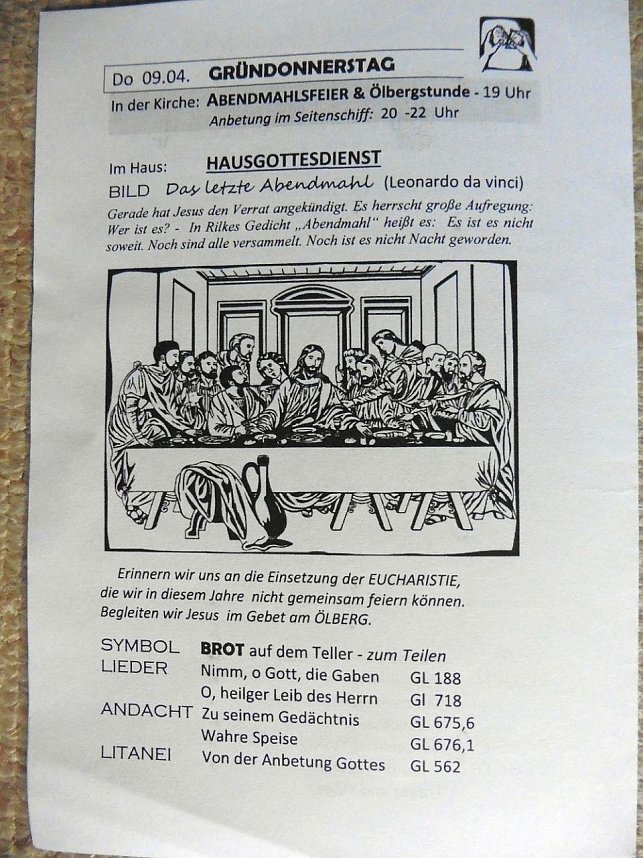 Do 09.04. GRÜNDONNERSTAG
In der Kirche: ABENDMAHLSFEIER & Ölbergstunde - 19 Uhr
Anbetung im Seitenschiff: 20 -22 Uhr
Im Haus: HAUSGOTTESDIENST
BILD Das letzte Abendmahl (Leonardo da vinci)
Gerade hat Jesus den Verrat angekündigt. Es herrscht große Aufregung:
Wer ist es? - In Rilkes Gedicht „Abendmahl" heißt es: Es ist es nicht
soweit. Noch sind alle versammelt. Noch ist es nicht Nacht geworden.
Erinnern wir uns an die Einsetzung der EUCHARISTIE,
die wir in diesem Jahre nicht gemeinsam feiern können.
Begleiten wir Jesus im Gebet am ÖLBERG.
SYMBOL BROT auf dem Teller - zum Teilen
LIEDER Nimm, o Gott, die Gaben GL 188
O, heilger Leib des Herrn Gl 718
ANDACHT Zu seinem Gedächtnis GL 675,6
Wahre Speise GL 676,1
LITANEI Von der Anbetung Gottes GL 562